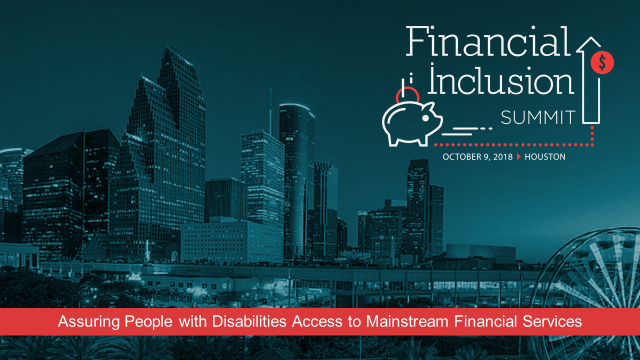 Financial
Inclusion
SUMMIT
$
OCTOBER 9, 2018 ▶ HOUSTON
Assuring People with Disabilities Access to Mainstream Financial Services